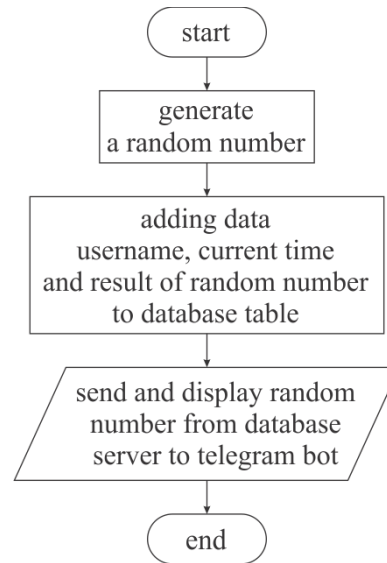 start
generate
a random number
adding data
username, current time
and result of random number
to database table
send and display random
number from database
server to telegram bot
end